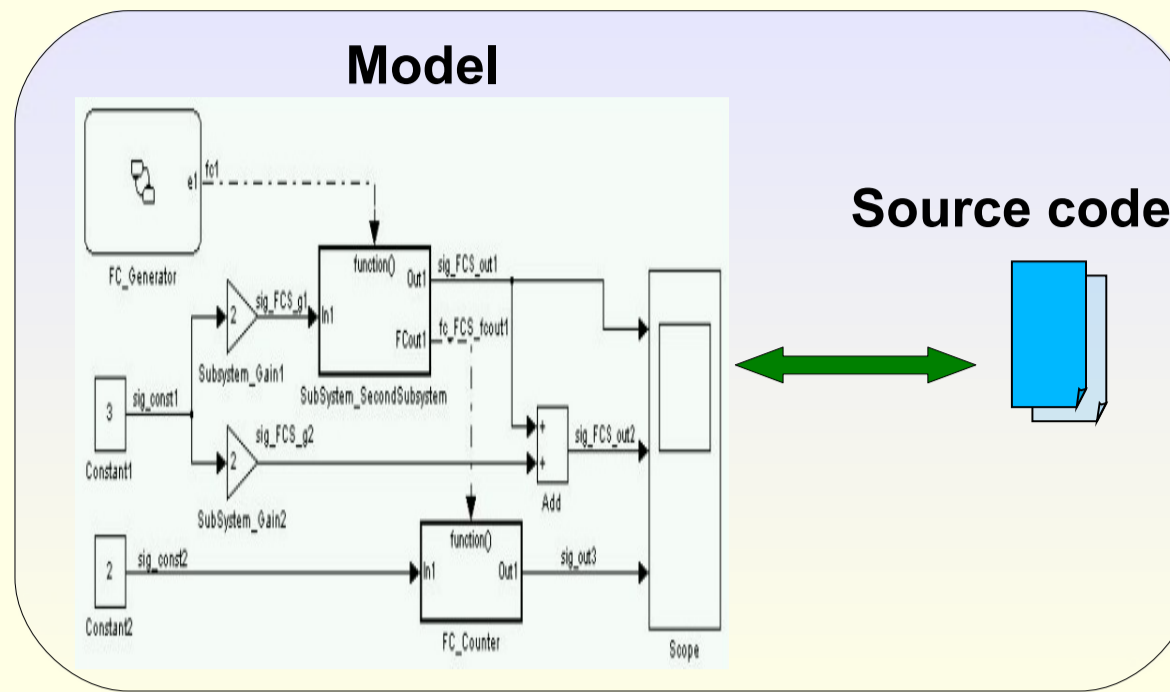 Model
Source code
e1
fc1
FC_Generator
function()
In1
Out1
FCout1
sig_FCS_out1
fc_FCS_fcout1
SubSystem_SecondSubsystem
2
sig_FCS_g1
Subsystem_Gain1
3
sig_const1
Constant1
2
sig_FCS_g2
SubSystem_Gain2
+
+
Add
sig_FCS_out2
2
sig_const2
Constant2
function()
In1
Out1
FC_Counter
sig_out3
Scope